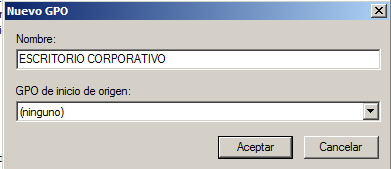 Nuevo GPO
Nombre:
ESCRITORIO CORPORATIVO
GPO de inicio de origen:
(ninguno)
Aceptar
Cancelar